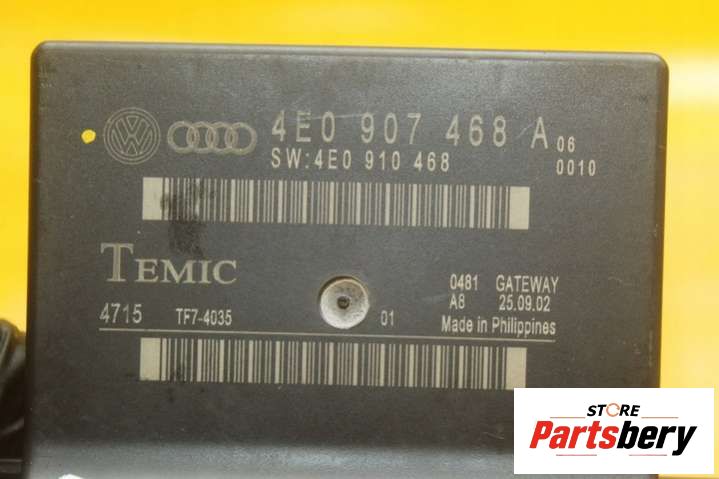 4E0 907 468 A 06
SW:4E0 910 468 0010
TEMIC
0481 GATEWAY
A8 25.09.02
4715 TF7-4035 01 Made in Philippines
STORE
Partsbery